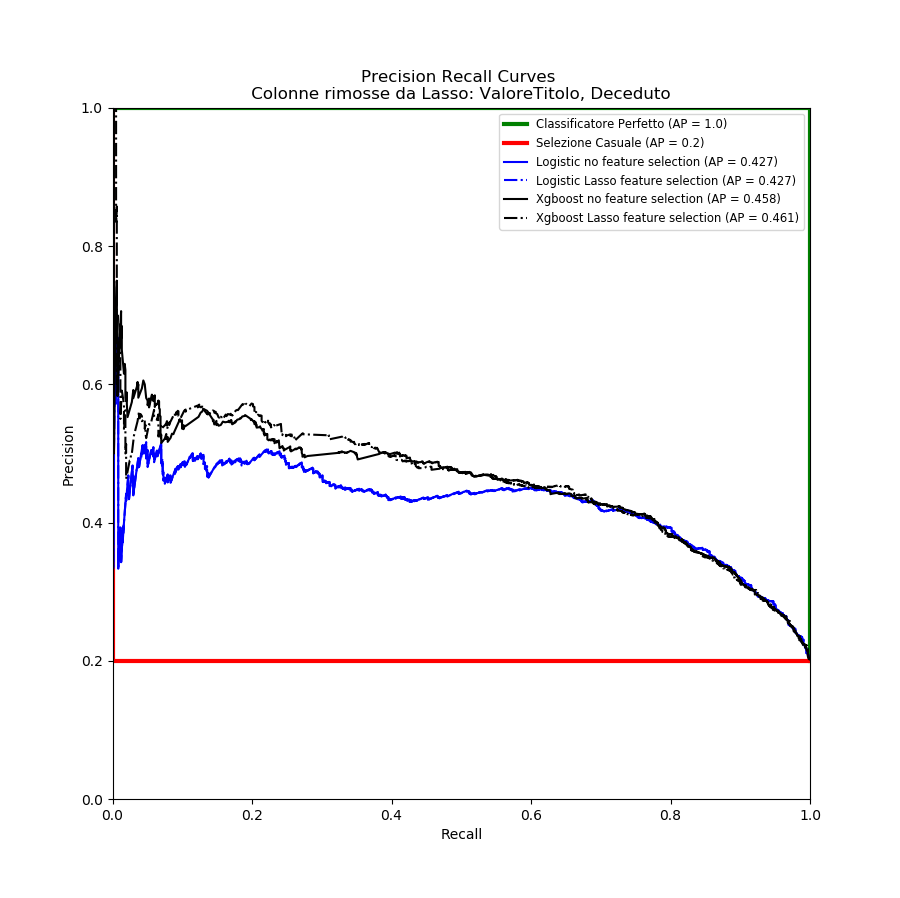 Precision Recall Curves
Colonne rimosse da Lasso: ValoreTitolo, Deceduto
Classificatore Perfetto (AP = 1.0)
Selezione Casuale (AP = 0.2)
Logistic no feature selection (AP = 0.427)
Logistic Lasso feature selection (AP = 0.427)
Xgboost no feature selection (AP = 0.458)
Xgboost Lasso feature selection (AP = 0.461)
1.0
0.8
0.6
0.4
0.2
0.0
Precision
0.0 0.2 0.4 0.6 0.8 1.0
Recall